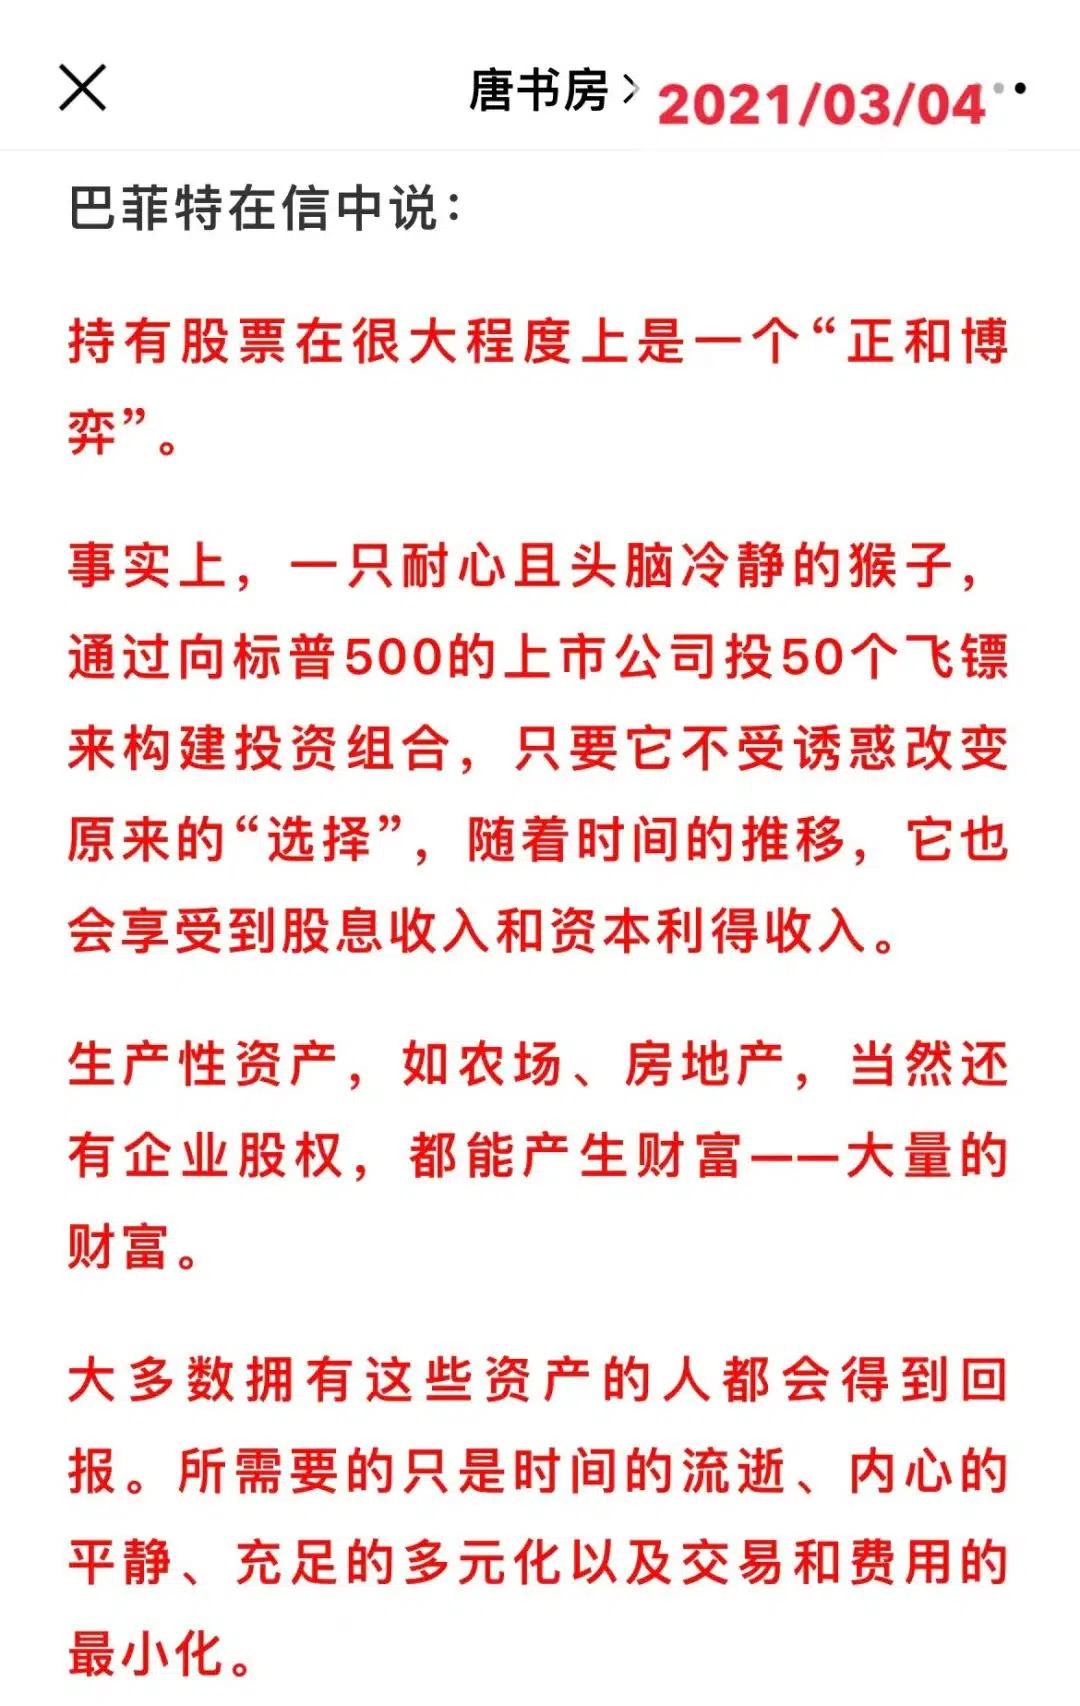 唐书房
2021/03/04
巴菲特在信中说：
持有股票在很大程度上是一个“正和博
弈”。
事实上，一只耐心且头脑冷静的猴子，
通过向标普500的上市公司投50个飞镖
来构建投资组合，只要它不受诱惑改变
原来的“选择”，随着时间的推移，它也
会享受到股息收入和资本利得收入。
生产性资产，如农场、房地产，当然还
有企业股权，都能产生财富——大量的
财富。
大多数拥有这些资产的人都会得到回
报。所需要的只是时间的流逝、内心的
平静、充足的多元化以及交易和费用的
最小化。